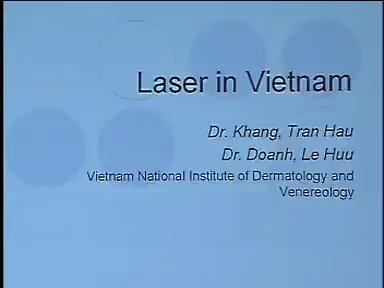 Laser in Vietnam
Dr. Khang, Tran Hau
Dr. Doanh, Le Huu
Vietnam National Institute of Dermatology and
Venereology